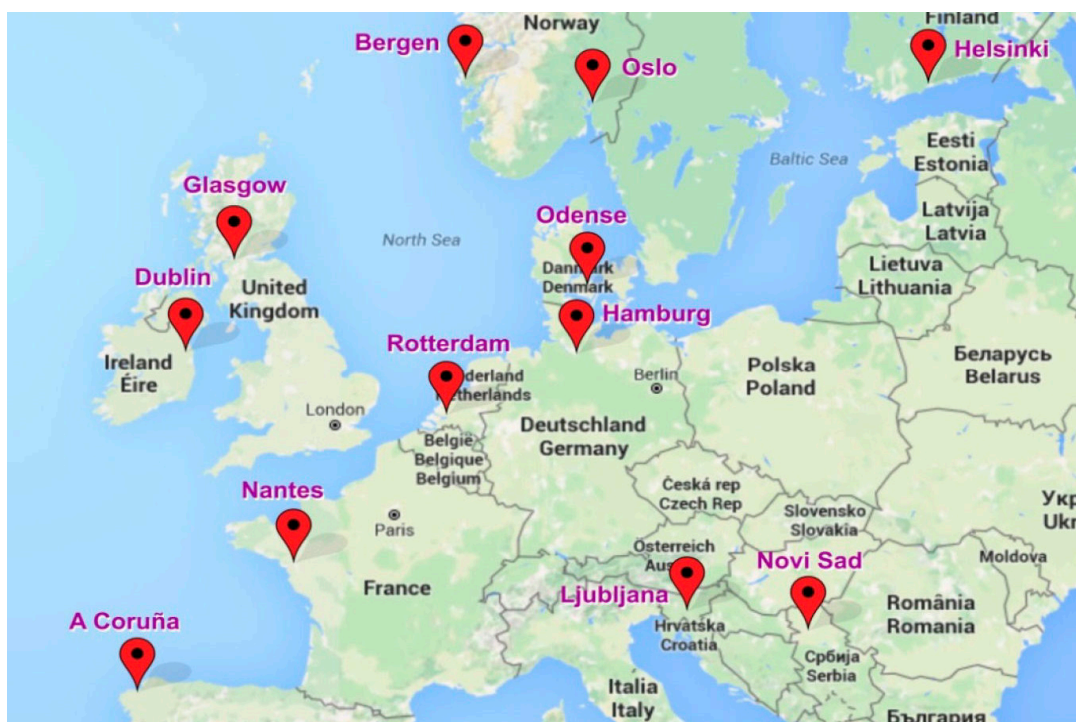 Norway
Finland
Bergen
Oslo
Helsinki
Eesti
Estonia
Baltic Sea
Glasgow
Latvija
Latvia
Odense
North Sea
Dublin
Danmark
Denmark
Lietuva
Lithuania
United
Kingdom
Hamburg
Rotterdam
Ireland
Éire
Беларусь
Belarus
Polska
Poland
Berlin
Netherlands
London
Deutschland
Germany
België
Belgique
Belgium
Nantes
Česká rep
Czech Rep
Slovensko
Slovakia
Paris
Österreich
Moldova
Novi Sad
France
Ljubljana
România
Romania
Hrvatska
Croatia
A Coruña
Србија
Serbia
Italia
Italy
България